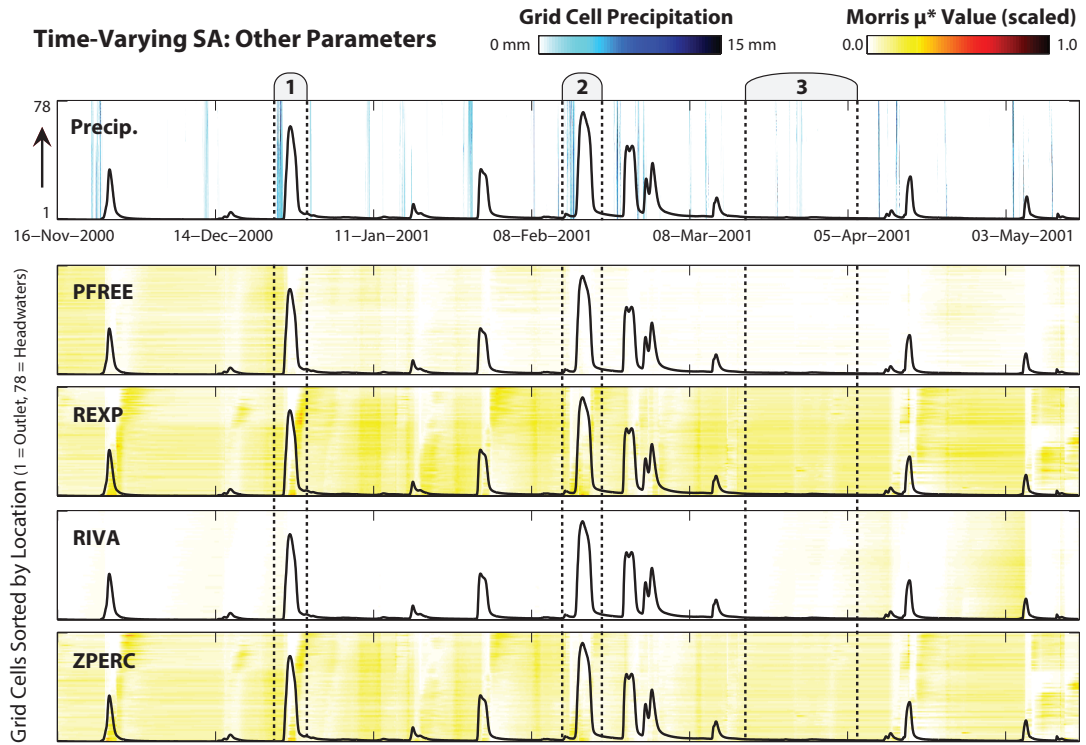 Time-Varying SA: Other Parameters
Grid Cell Precipitation
0 mm
15 mm
Morris μ* Value (scaled)
0.0
1.0
1
2
3
78
Precip.
1
16−Nov−2000
14−Dec−2000
11−Jan−2001
08−Feb−2001
08−Mar−2001
05−Apr−2001
03−May−2001
Grid Cells Sorted by Location (1 = Outlet, 78 = Headwaters)
PFREE
REXP
RIVA
ZPERC